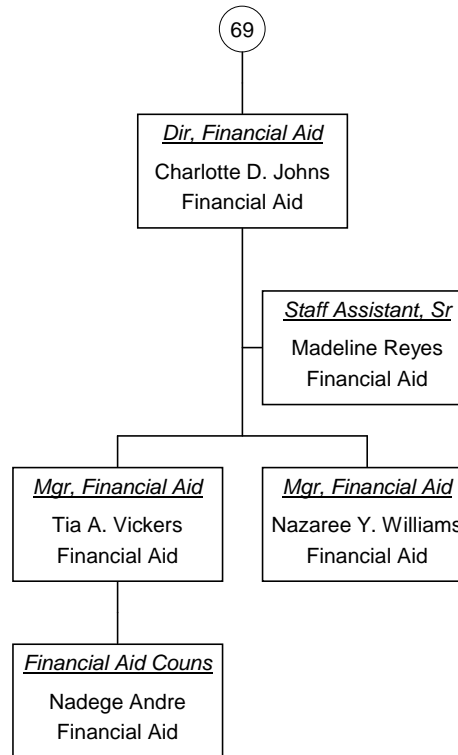 69
Dir, Financial Aid
Charlotte D. Johns
Financial Aid
Staff Assistant, Sr
Madeline Reyes
Financial Aid
Mgr, Financial Aid
Tia A. Vickers
Financial Aid
Mgr, Financial Aid
Nazaree Y. Williams
Financial Aid
Financial Aid Couns
Nadege Andre
Financial Aid